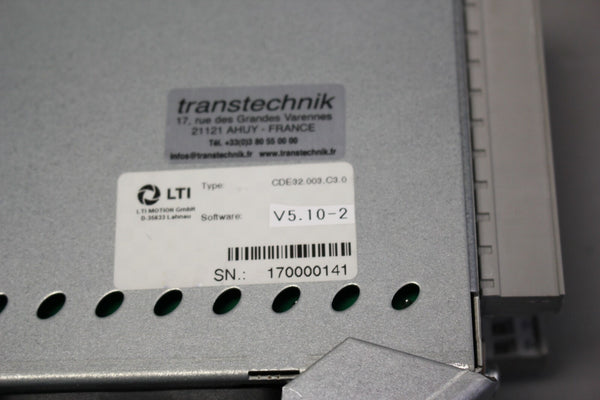 transtechnik
17, rue des Grandes Varennes
21121 AHUY - FRANCE
Tél. +33(0)3 80 55 00 00
infos@transtechnik.fr www.transtechnik.fr
LTI
LTI MOTION GmbH
D-35633 Lahnau
Type: CDE32.003,C3.0
Software: V5.10-2
SN.: 170000141